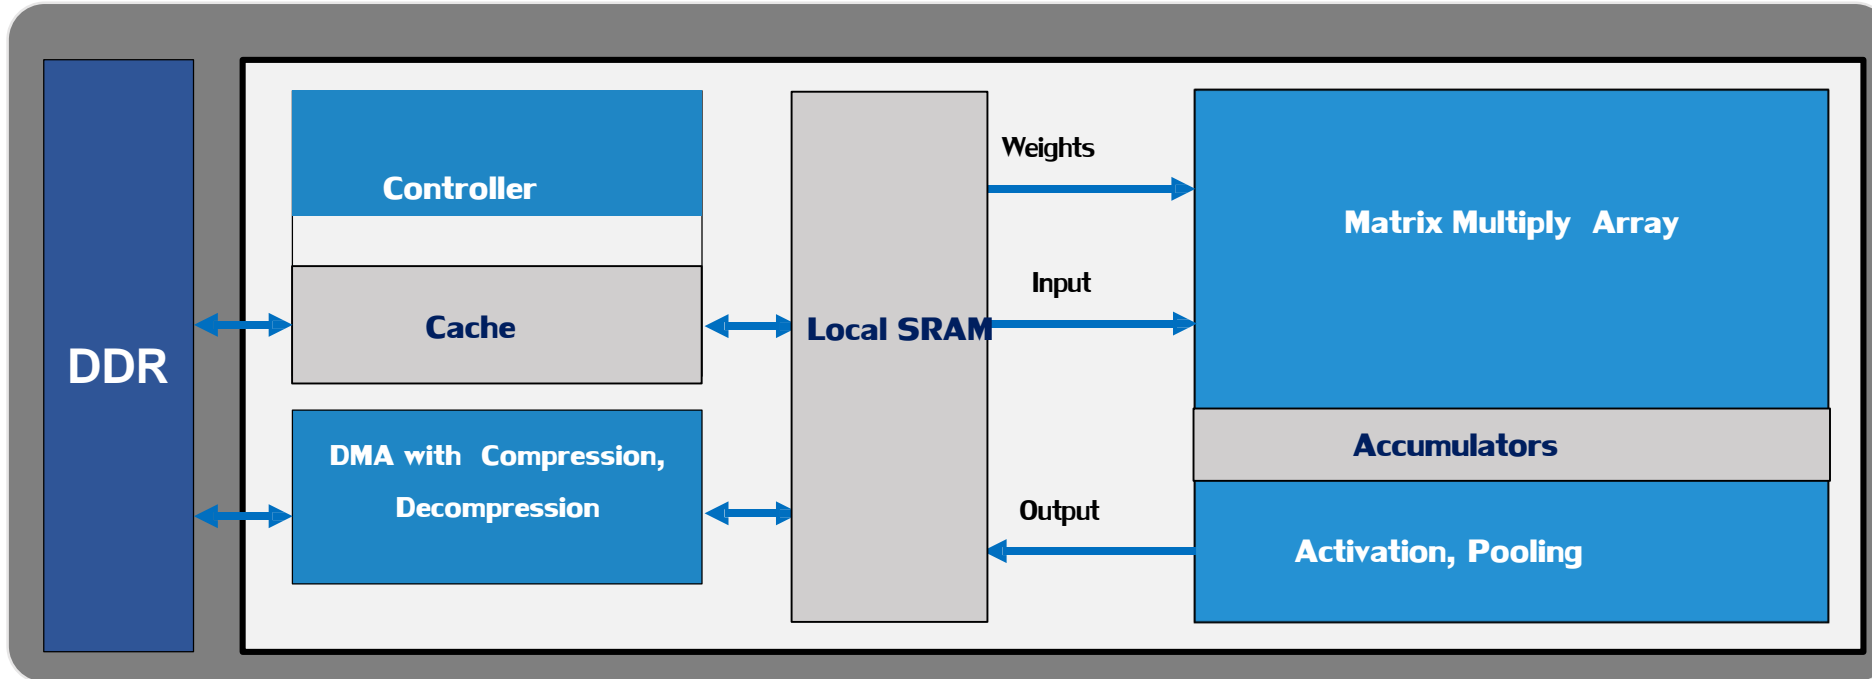 DDR
Controller
Cache
DMA with Compression,
Decompression
Local SRAM
Weights
Input
Output
Matrix Multiply Array
Accumulators
Activation, Pooling